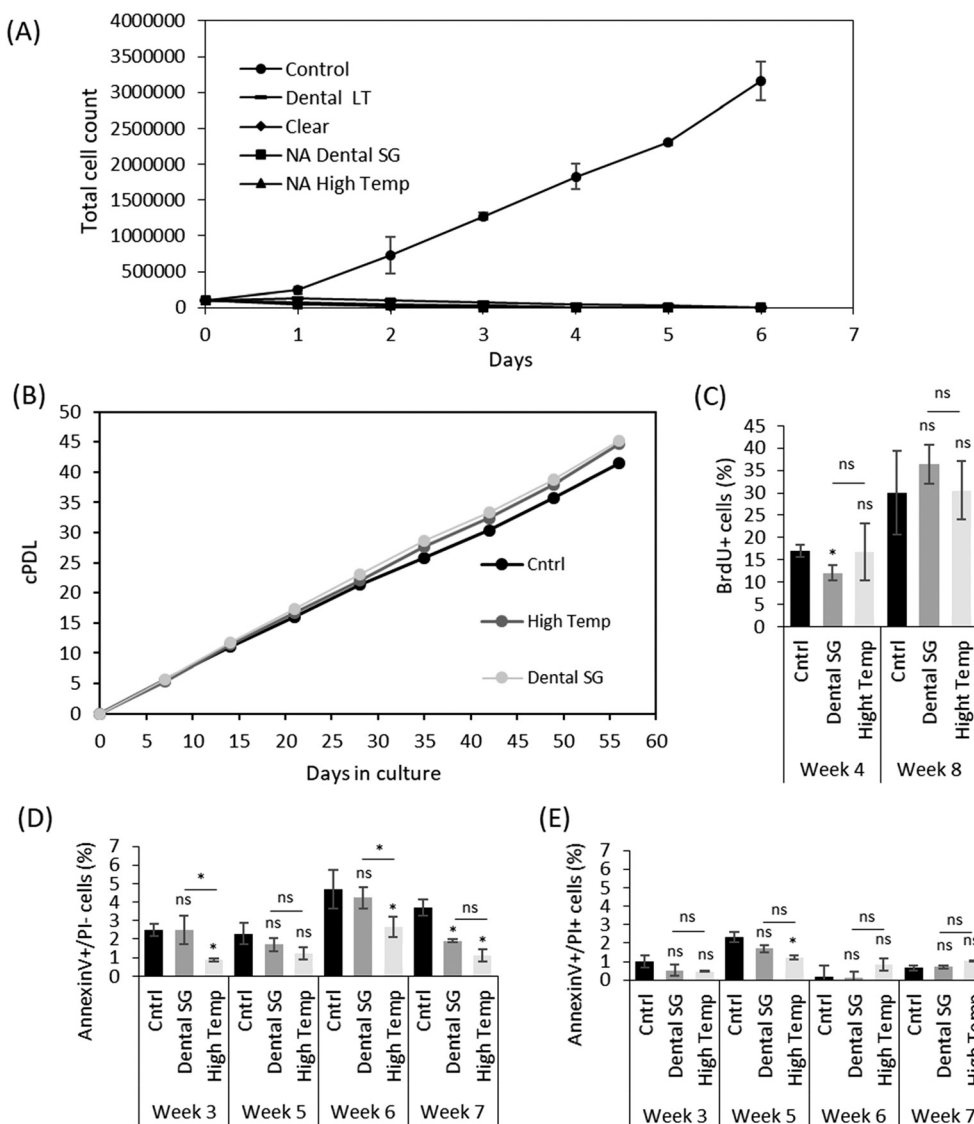 (A)
Total cell count
4000000
3500000
3000000
2500000
2000000
1500000
1000000
500000
0
Control
Dental LT
Clear
NA Dental SG
NA High Temp
0 1 2 3 4 5 6 7
Days
(B)
cPDL
50
45
40
35
30
25
20
15
10
5
0
Cntrl
High Temp
Dental SG
0 5 10 15 20 25 30 35 40 45 50 55 60
Days in culture
(C)
BrdU+ cells (%)
45
40
35
30
25
20
15
10
5
0
ns
ns ns
ns
ns
*
Cntrl Dental SG Hight Temp Cntrl Dental SG Hight Temp
Week 4 Week 8
(D)
AnnexinV+/PI- cells (%)
7
6
5
4
3
2
1
0
* ns * ns
ns * ns ns ns * * *
Cntrl Dental SG High Temp Cntrl Dental SG High Temp Cntrl Dental SG High Temp Cntrl Dental SG High Temp
Week 3 Week 5 Week 6 Week 7
(E)
AnnexinV+/PI+ cells (%)
7
6
5
4
3
2
1
0
ns ns ns ns
ns ns ns * ns ns ns ns
Cntrl Dental SG High Temp Cntrl Dental SG High Temp Cntrl Dental SG High Temp Cntrl Dental SG High Temp
Week 3 Week 5 Week 6 Week 7